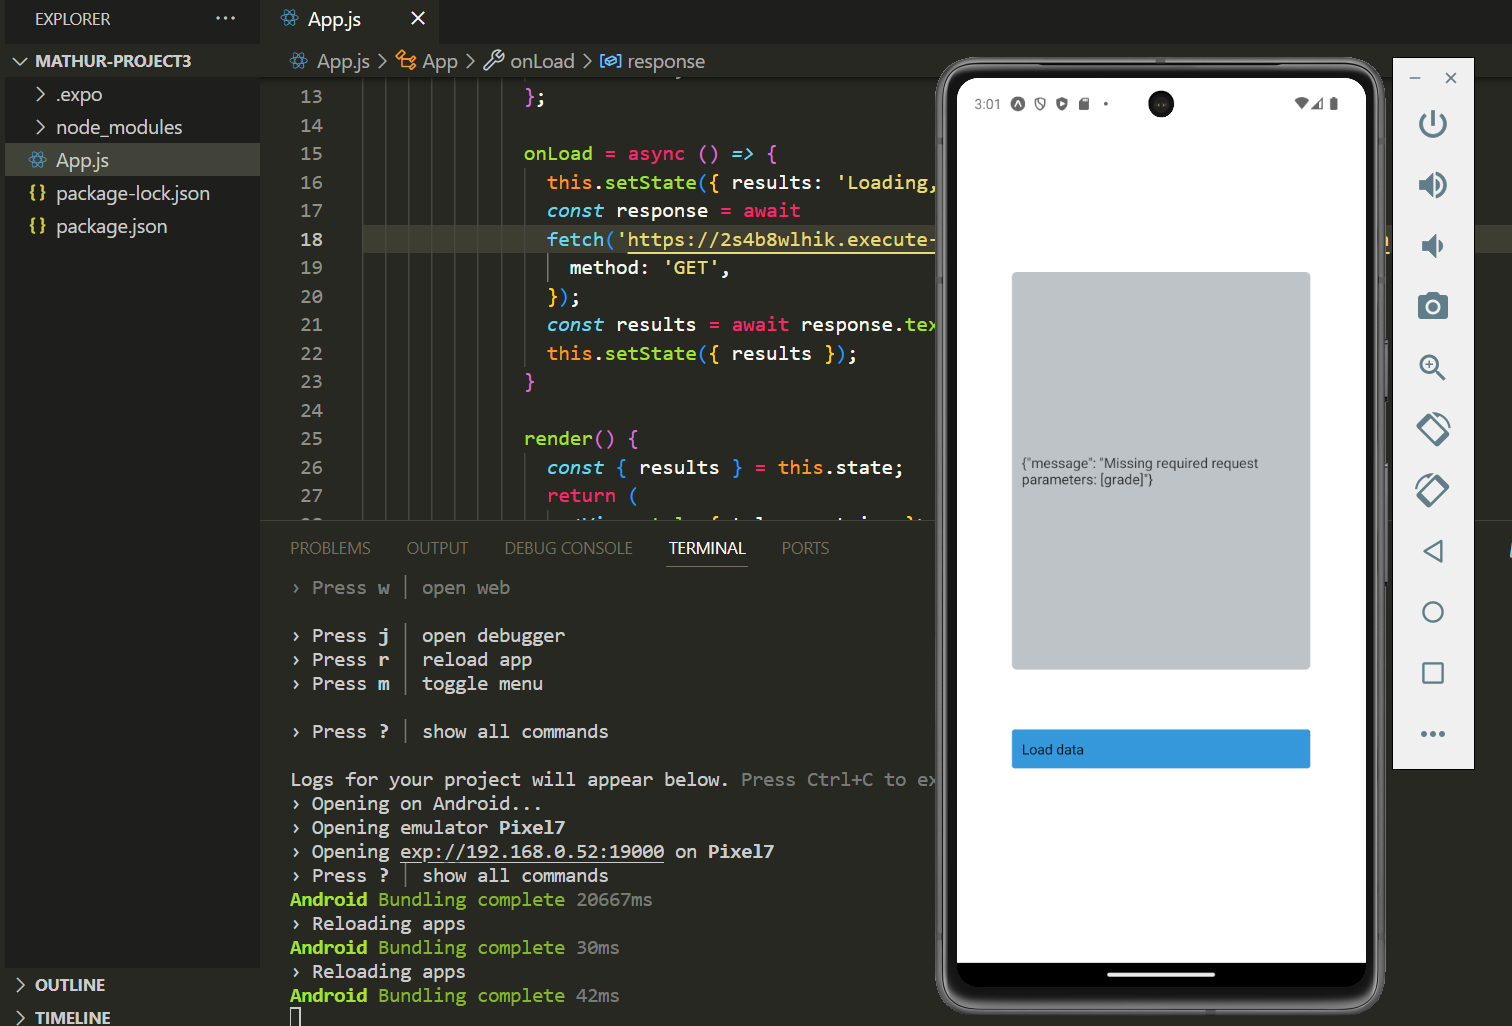 EXPLORER
MATHUR-PROJECT3
.expo
node_modules
App.js
package-lock.json
package.json
OUTLINE
TIMELINE
App.js
App.js > App > onLoad > response
13 };
14
15 onLoad = async () => {
16 this.setState({ results: 'Loading,
17 const response = await
18 fetch('https://2s4b8wlhik.execute-
19 method: 'GET',
20 });
21 const results = await response.tex
22 this.setState({ results });
23 }
24
25 render() {
26 const { results } = this.state;
27 return (
PROBLEMS OUTPUT DEBUG CONSOLE TERMINAL PORTS
› Press w │ open web
› Press j │ open debugger
› Press r │ reload app
› Press m │ toggle menu
› Press ? │ show all commands
Logs for your project will appear below. Press Ctrl+C to ex
› Opening on Android...
› Opening emulator Pixel7
› Opening exp://192.168.0.52:19000 on Pixel7
› Press ? │ show all commands
Android Bundling complete 20667ms
› Reloading apps
Android Bundling complete 30ms
› Reloading apps
Android Bundling complete 42ms
3:01
{"message": "Missing required request
parameters: [grade]"}
Load data